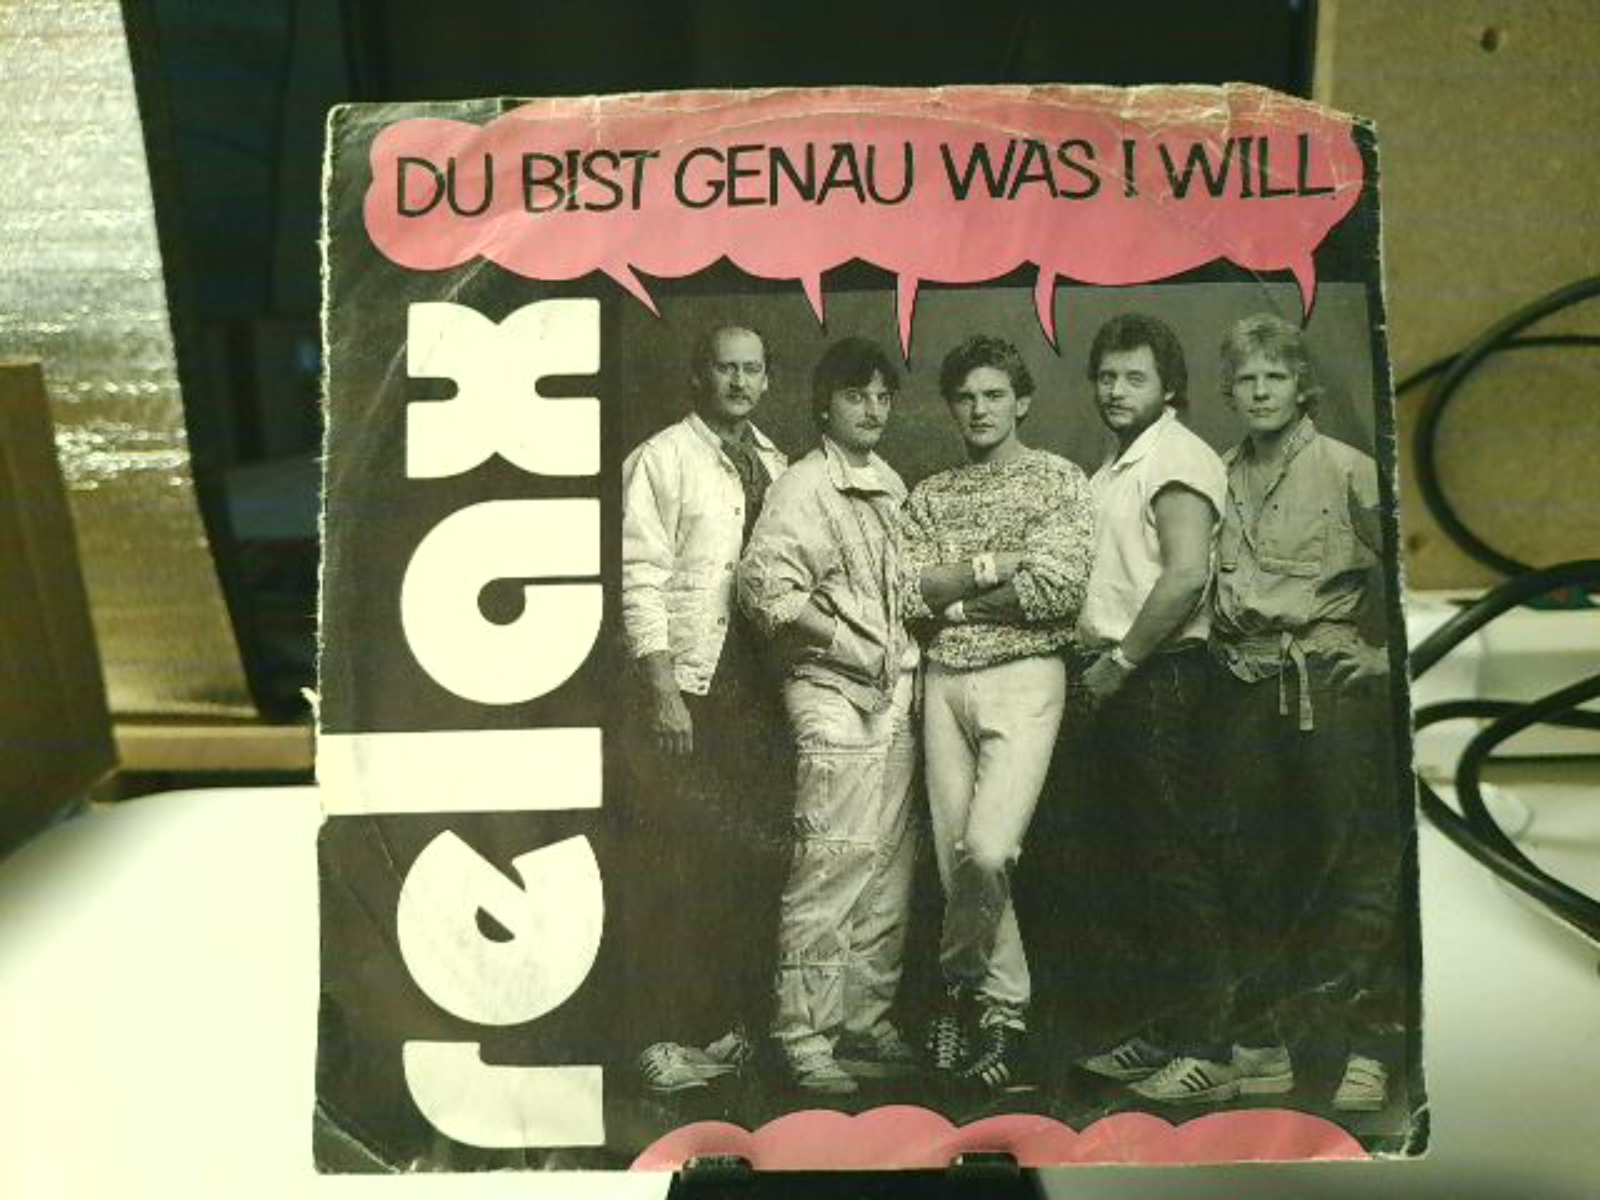 DU BIST GENAU WAS I WILL
relax